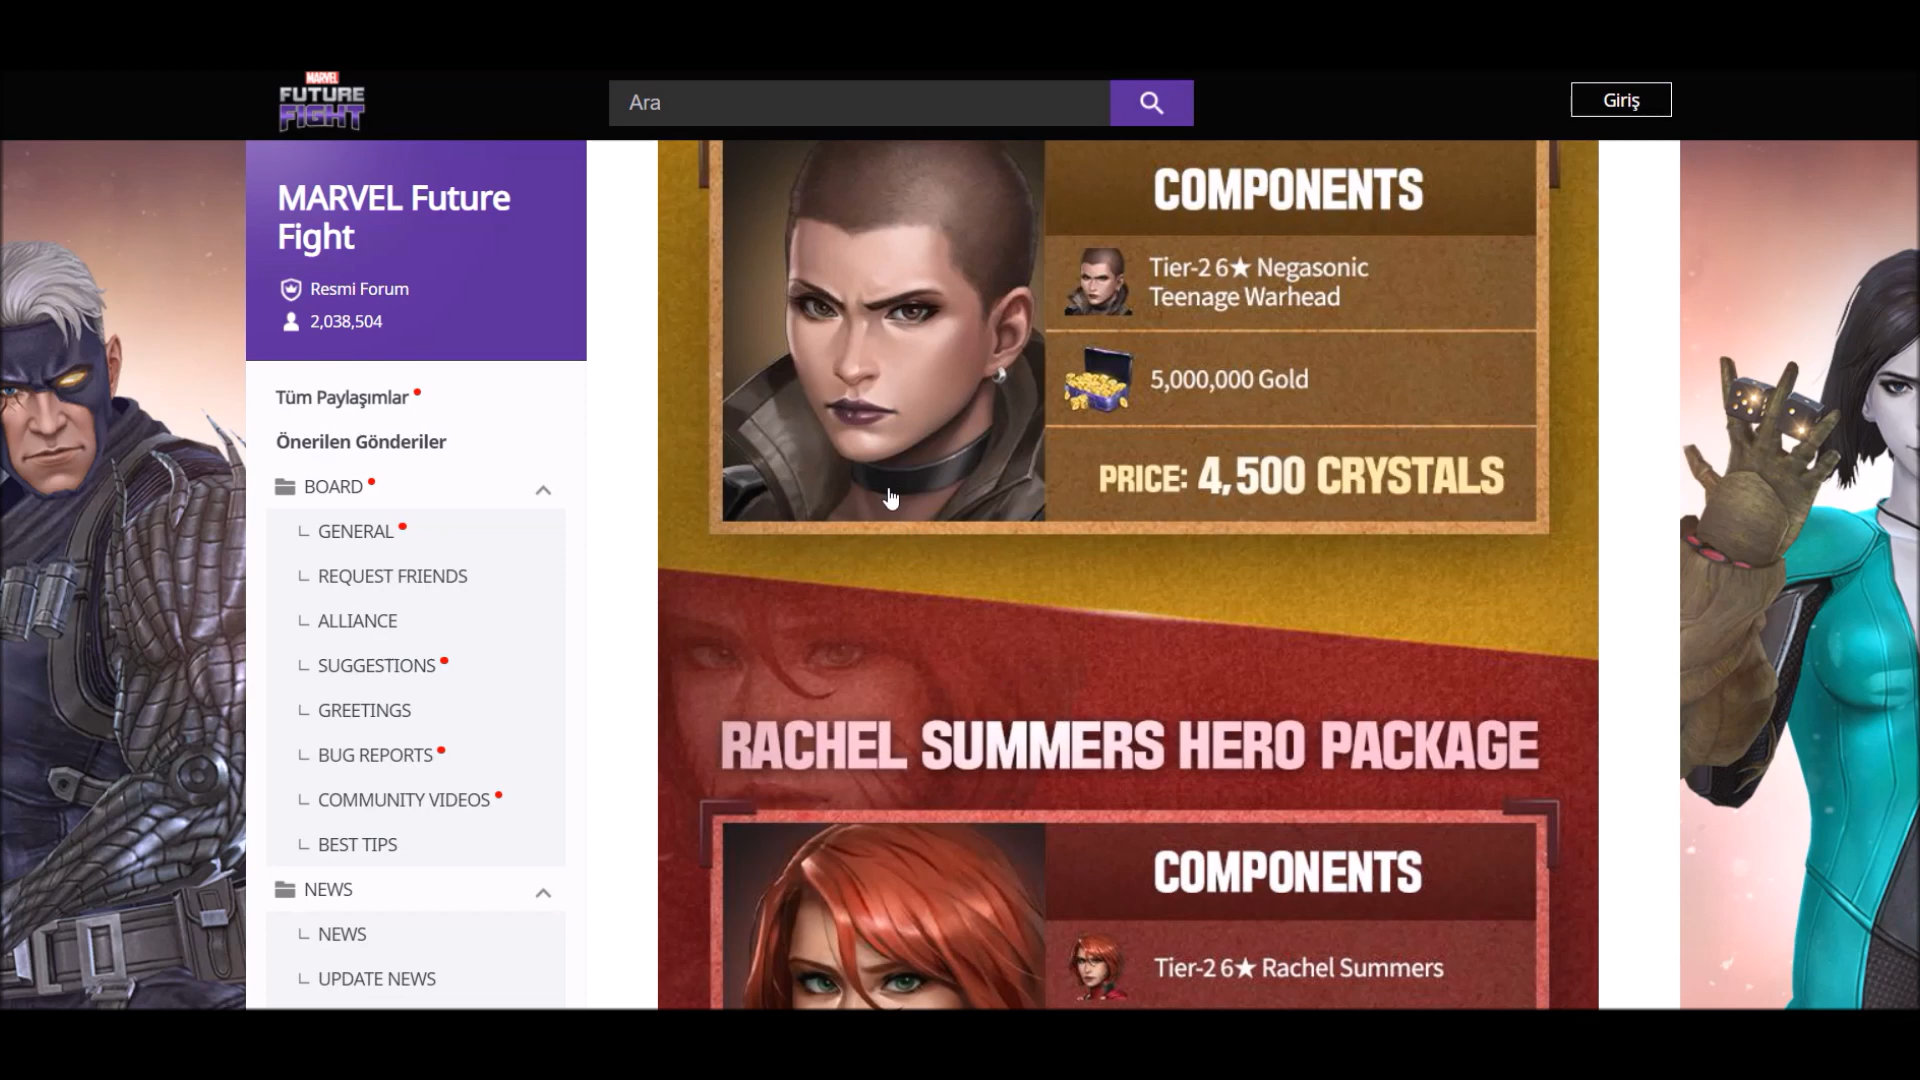 MARVEL
FUTURE
FIGHT
Ara
Giriş
MARVEL Future
Fight
Resmi Forum
2,038,504
Tüm Paylaşımlar
Önerilen Gönderiler
BOARD
GENERAL
REQUEST FRIENDS
ALLIANCE
SUGGESTIONS
GREETINGS
BUG REPORTS
COMMUNITY VIDEOS
BEST TIPS
NEWS
NEWS
UPDATE NEWS
COMPONENTS
Tier-2 6★ Negasonic
Teenage Warhead
5,000,000 Gold
PRICE: 4,500 CRYSTALS
RACHEL SUMMERS HERO PACKAGE
COMPONENTS
Tier-2 6★ Rachel Summers